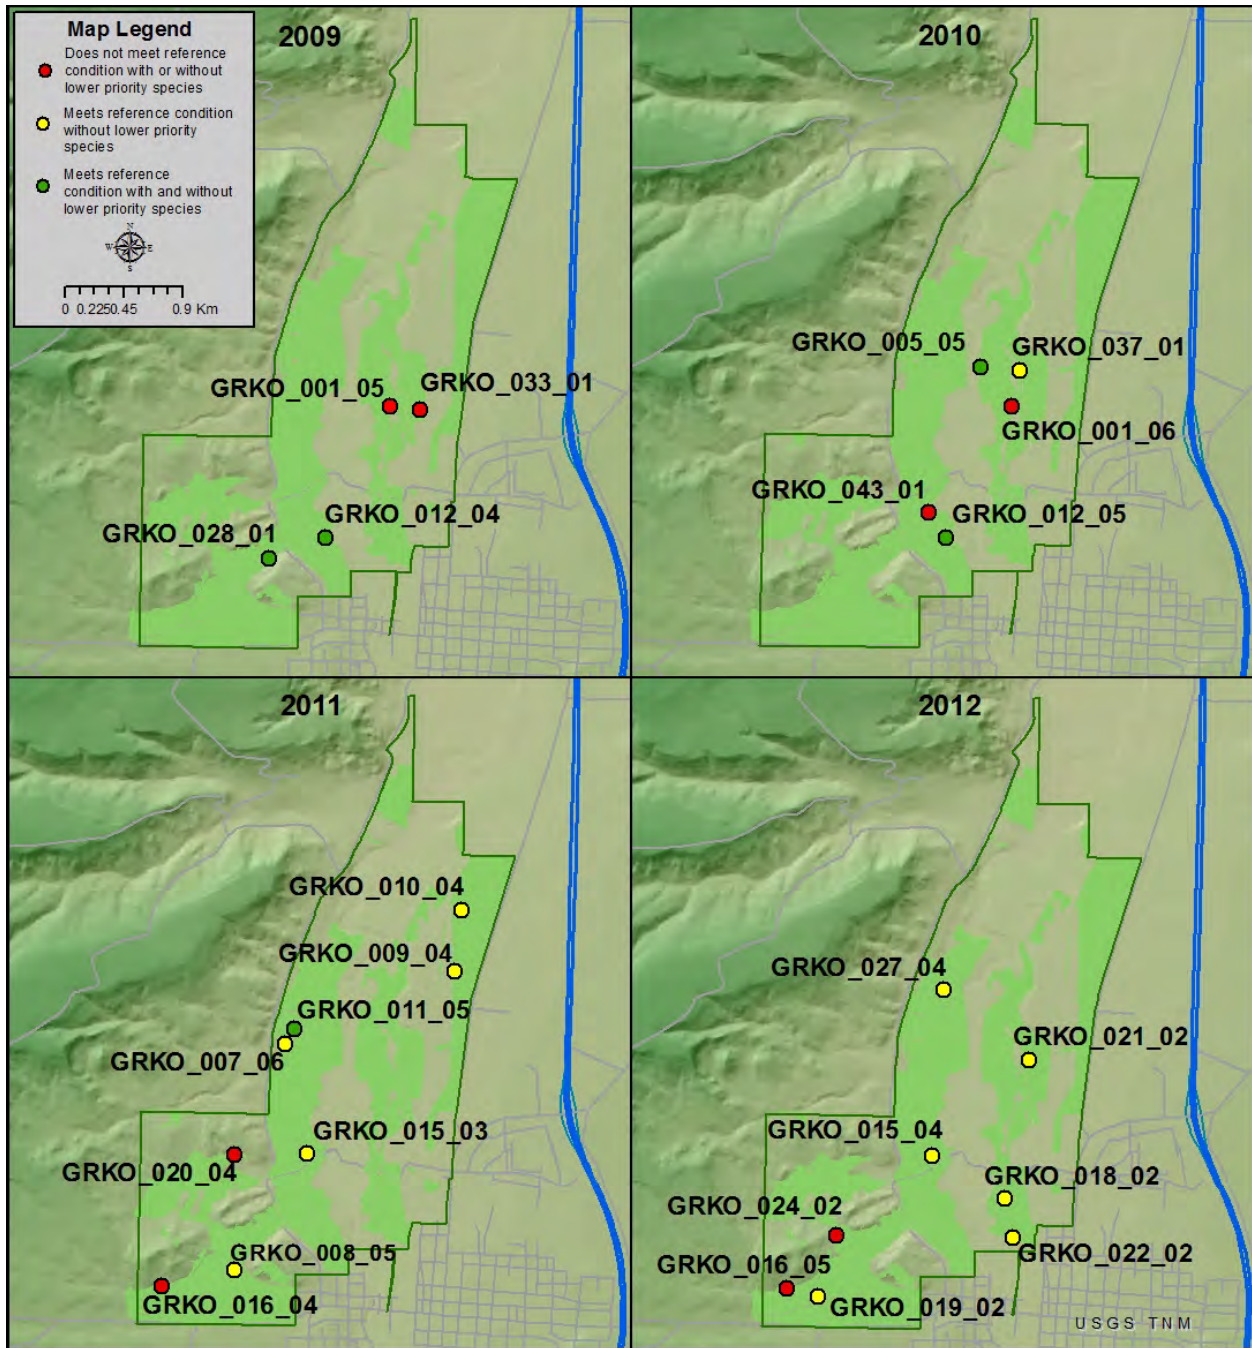 Map Legend
Does not meet reference
condition with or without
lower priority species
Meets reference condition
without lower priority
species
Meets reference
condition with and without
lower priority species
N
W E
S
0 0.225 0.45 0.9 Km
2009
GRKO_001_05
GRKO_033_01
GRKO_012_04
GRKO_028_01
2010
GRKO_005_05
GRKO_037_01
GRKO_001_06
GRKO_043_01
GRKO_012_05
2011
GRKO_010_04
GRKO_009_04
GRKO_011_05
GRKO_007_06
GRKO_015_03
GRKO_020_04
GRKO_008_05
GRKO_016_04
2012
GRKO_027_04
GRKO_021_02
GRKO_015_04
GRKO_018_02
GRKO_024_02
GRKO_022_02
GRKO_016_05
GRKO_019_02
USGS TNM